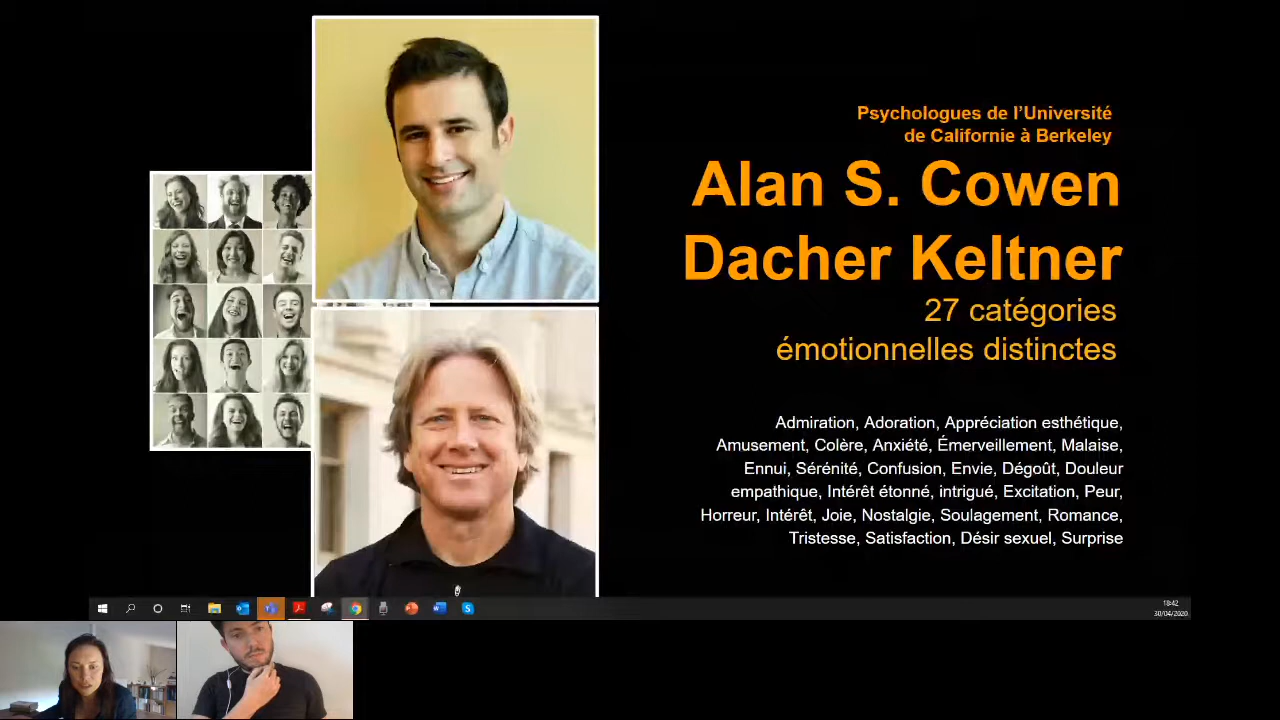 Psychologues de l'Université
de Californie à Berkeley
Alan S. Cowen
Dacher Keltner
27 catégories
émotionnelles distinctes
Admiration, Adoration, Appréciation esthétique,
Amusement, Colère, Anxiété, Émerveillement, Malaise,
Ennui, Sérénité, Confusion, Envie, Dégoût, Douleur
empathique, Intérêt étonné, intrigué, Excitation, Peur,
Horreur, Intérêt, Joie, Nostalgie, Soulagement, Romance,
Tristesse, Satisfaction, Désir sexuel, Surprise
18:42
30/04/2020